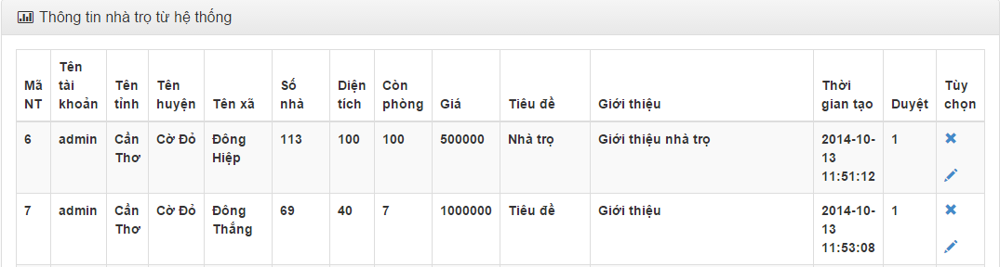 Thông tin nhà trọ từ hệ thống
Mã NT Tên tài khoản Tên tỉnh Tên huyện Tên xã Số nhà Diện tích Còn phòng Giá Tiêu đề Giới thiệu Thời gian tạo Duyệt Tùy chọn
6 admin Cần Thơ Cờ Đỏ Đông Hiệp 113 100 100 500000 Nhà trọ Giới thiệu nhà trọ 2014-10-13 11:51:12 1
7 admin Cần Thơ Cờ Đỏ Đông Thắng 69 40 7 1000000 Tiêu đề Giới thiệu 2014-10-13 11:53:08 1